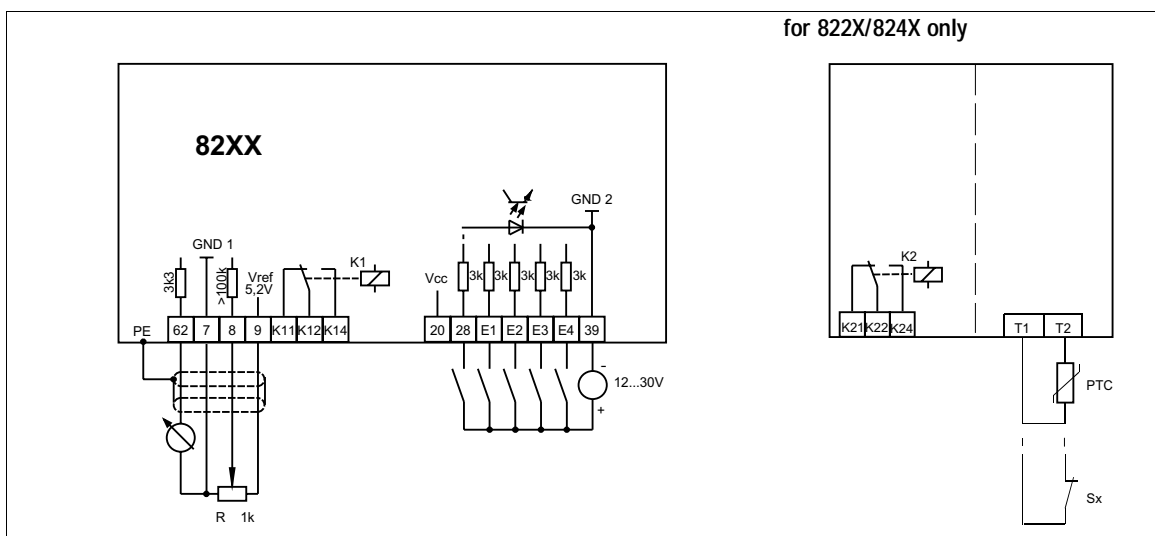 for 822X/824X only
82XX
GND 2
GND 1
K1
K2
3k3
>100k
Vref
5,2V
Vcc
3k 3k 3k 3k 3k
PE
62 7 8 9 K11 K12 K14
20 28 E1 E2 E3 E4 39
K21 K22 K24
T1 T2
-
12...30V
+
PTC
Sx
R 1k